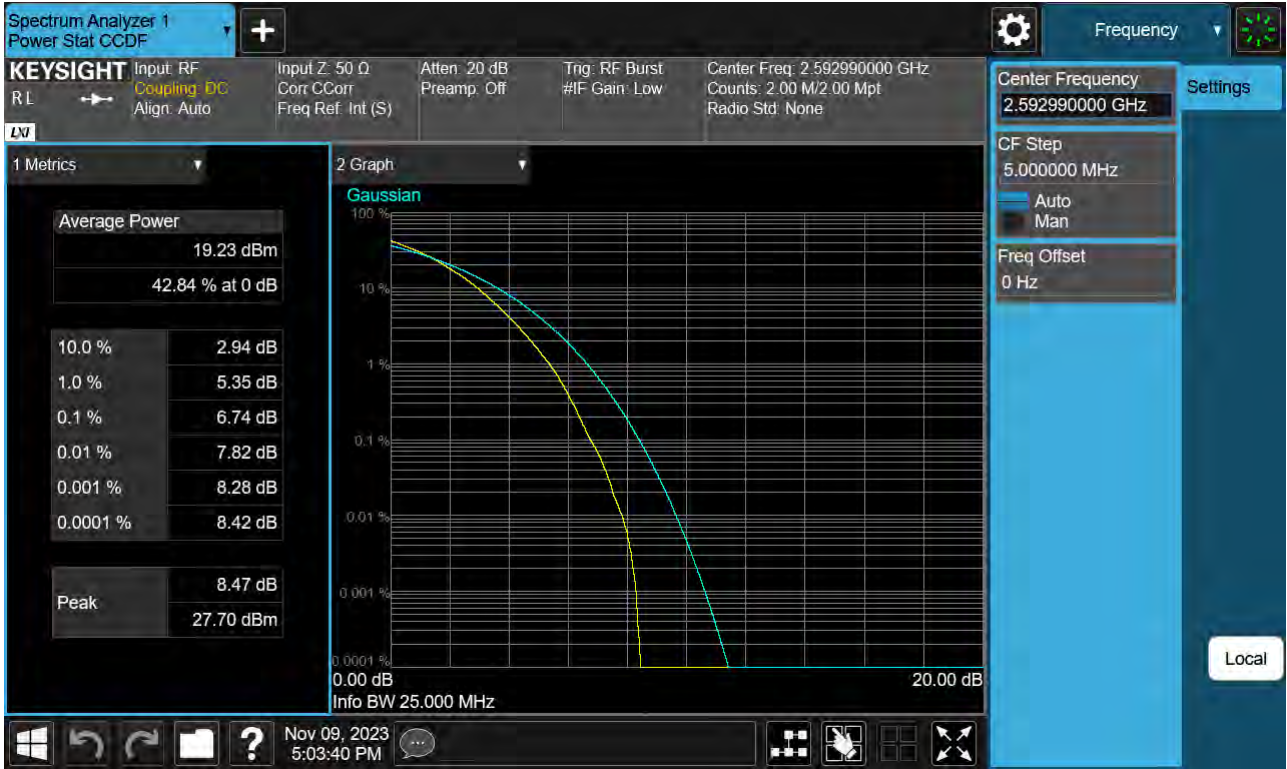 Spectrum Analyzer 1
Power Stat CCDF
+
Frequency
KEYSIGHT
R L
LXI
Input: RF
Coupling: DC
Align: Auto
Input Z: 50 Ω
Corr CCorr
Freq Ref: Int (S)
Atten: 20 dB
Preamp: Off
Trig: RF Burst
#IF Gain: Low
Center Freq: 2.592990000 GHz
Counts: 2.00 M/2.00 Mpt
Radio Std: None
Center Frequency
2.592990000 GHz
Settings
CF Step
5.000000 MHz
Auto
Man
Freq Offset
0 Hz
Local
1 Metrics
Average Power
19.23 dBm
42.84 % at 0 dB
10.0 % 2.94 dB
1.0 % 5.35 dB
0.1 % 6.74 dB
0.01 % 7.82 dB
0.001 % 8.28 dB
0.0001 % 8.42 dB
Peak
8.47 dB
27.70 dBm
2 Graph
Gaussian
100 %
10 %
1 %
0.1 %
0.01 %
0.001 %
0.0001 %
0.00 dB 20.00 dB
Info BW 25.000 MHz
?
Nov 09, 2023
5:03:40 PM